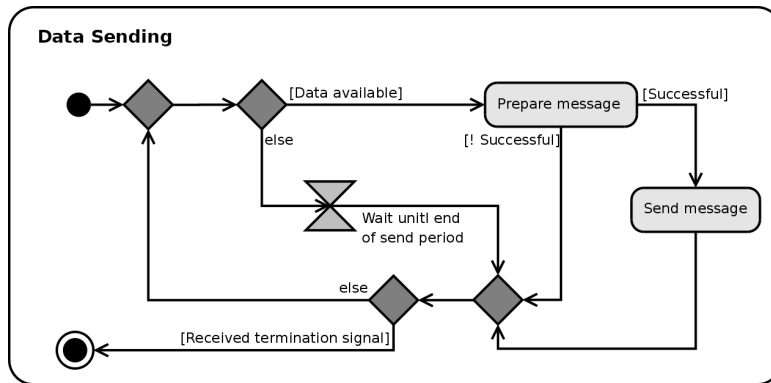 Data Sending
[Data available]
Prepare message
[Successful]
else
[! Successful]
Send message
Wait unitl end
of send period
else
[Received termination signal]